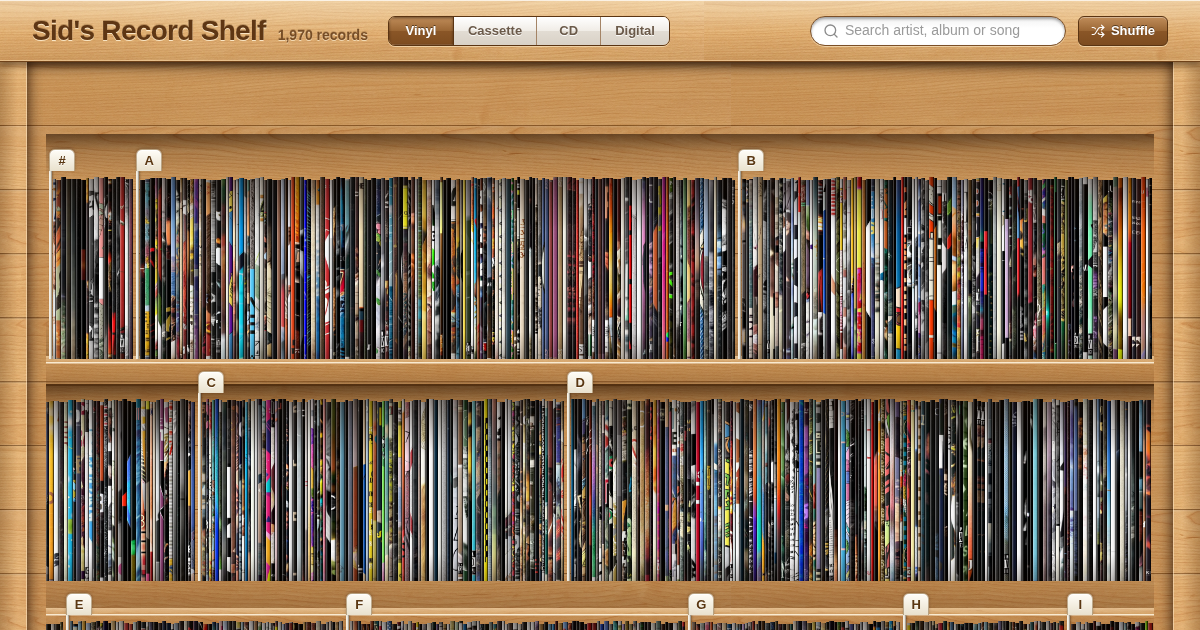 Sid's Record Shelf 1,970 records Vinyl Cassette CD Digital Search artist, album or song Shuffle
# A B
C D
E F G H I